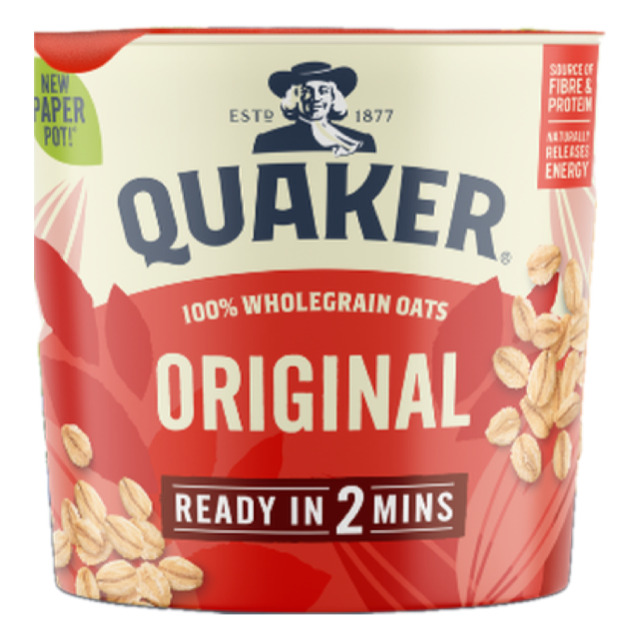 NEW
PAPER
POT!*
SOURCE OF
FIBRE &
PROTEIN
NATURALLY
RELEASES
ENERGY
ESTD 1877
QUAKER®
100% WHOLEGRAIN OATS
ORIGINAL
READY IN 2 MINS